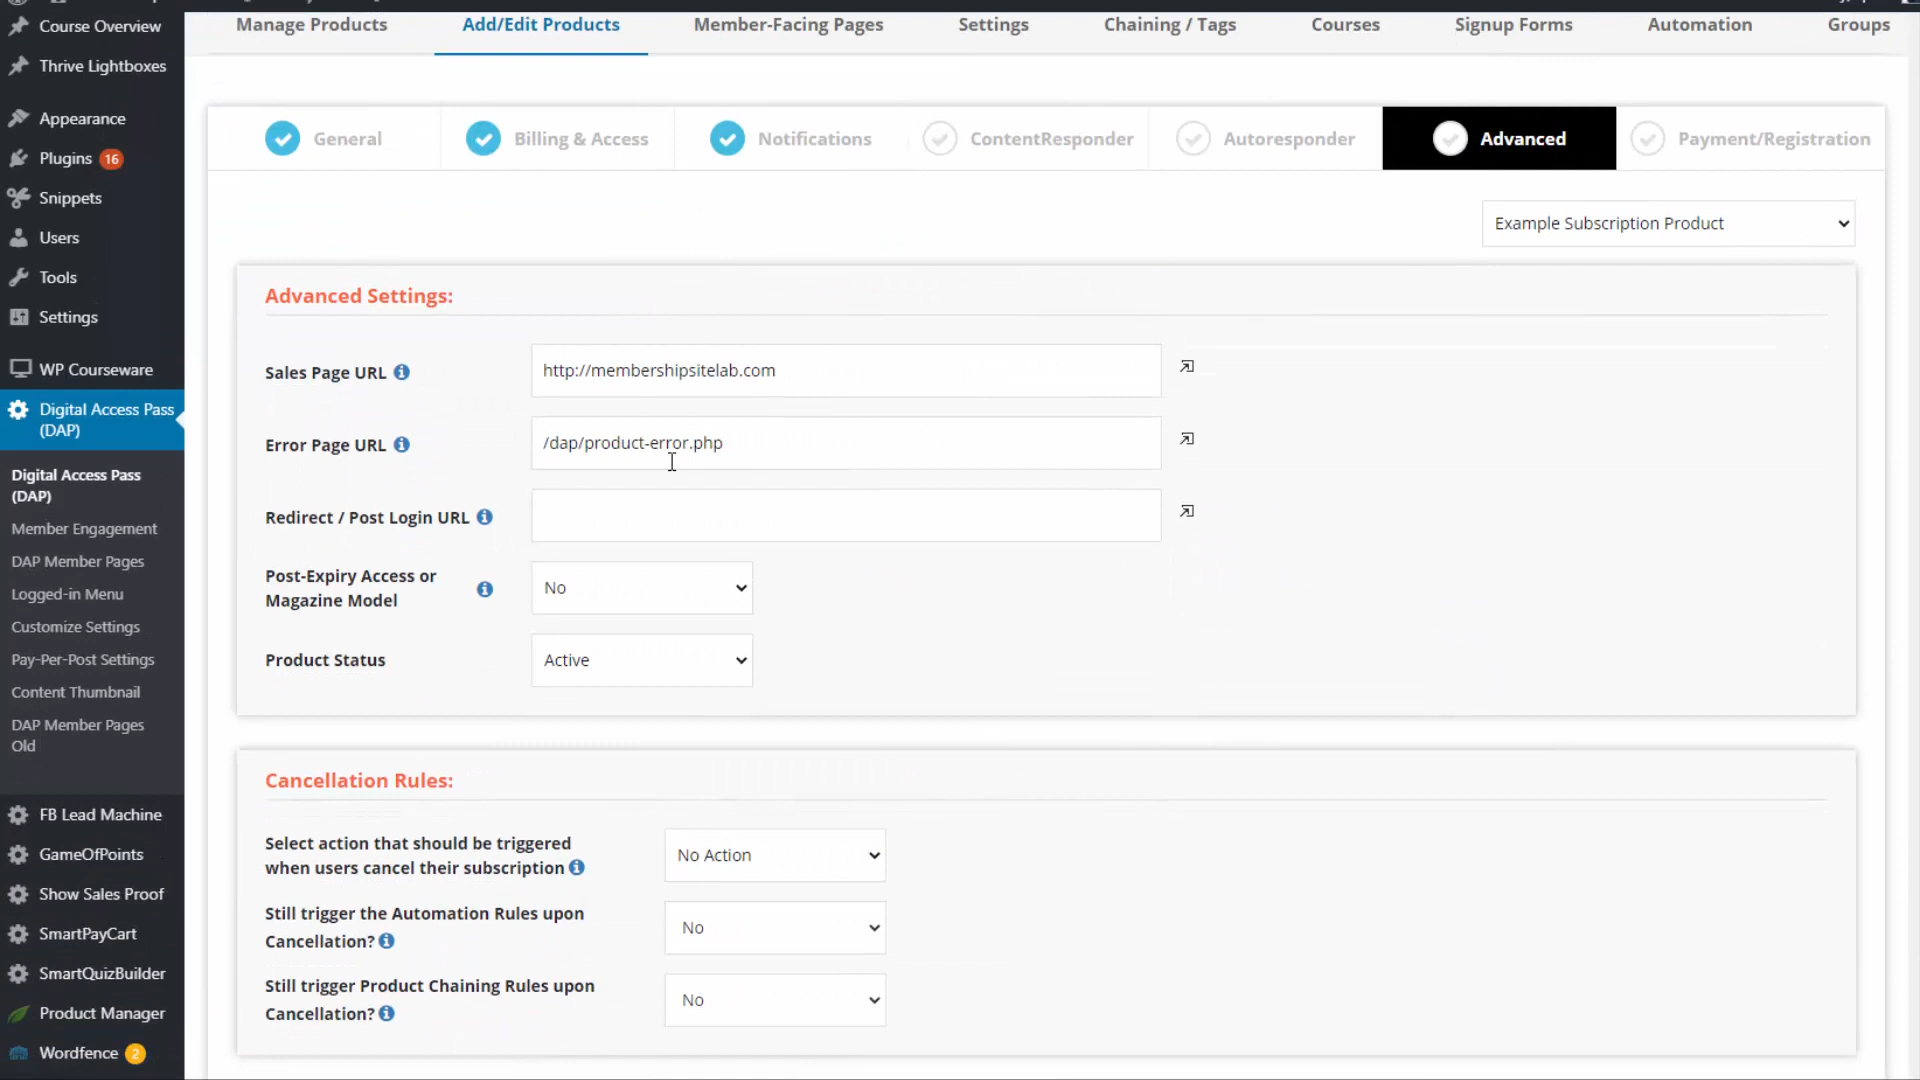 Course Overview
Thrive Lightboxes
Appearance
Plugins 16
Snippets
Users
Tools
Settings
WP Courseware
Digital Access Pass
(DAP)
Digital Access Pass
(DAP)
Member Engagement
DAP Member Pages
Logged-in Menu
Customize Settings
Pay-Per-Post Settings
Content Thumbnail
DAP Member Pages
Old
FB Lead Machine
GameOfPoints
Show Sales Proof
SmartPayCart
SmartQuizBuilder
Product Manager
Wordfence 2
Manage Products Add/Edit Products Member-Facing Pages Settings Chaining / Tags Courses Signup Forms Automation Groups
General Billing & Access Notifications ContentResponder Autoresponder Advanced Payment/Registration
Example Subscription Product
Advanced Settings:
Sales Page URL http://membershipsitelab.com
Error Page URL /dap/product-error.php
Redirect / Post Login URL
Post-Expiry Access or
Magazine Model
No
Product Status Active
Cancellation Rules:
Select action that should be triggered
when users cancel their subscription
No Action
Still trigger the Automation Rules upon
Cancellation?
No
Still trigger Product Chaining Rules upon
Cancellation?
No